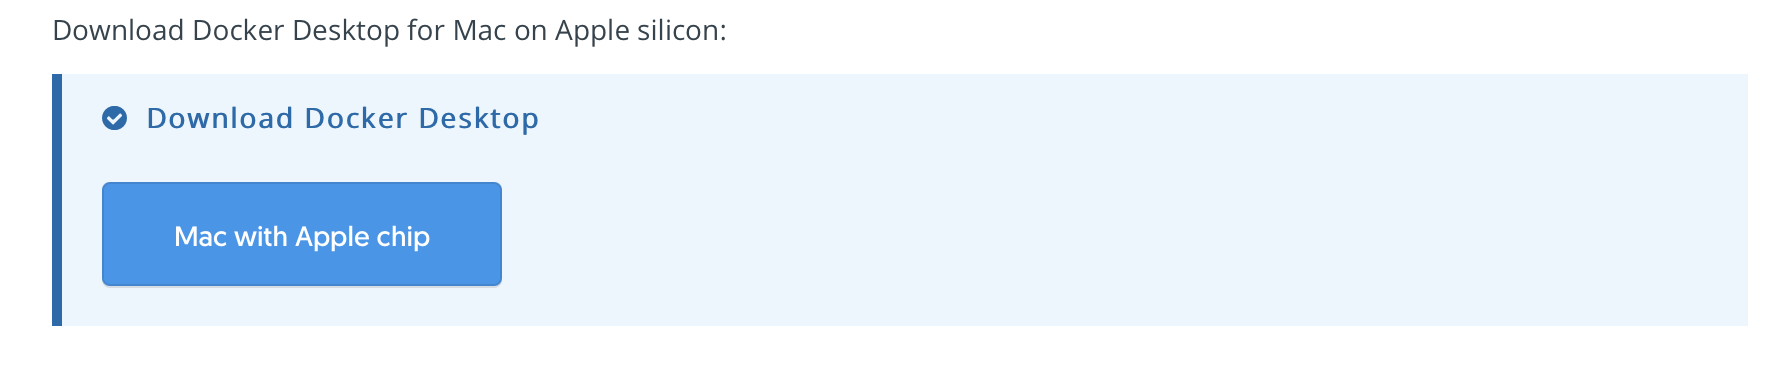 Download Docker Desktop for Mac on Apple silicon:
Download Docker Desktop
Mac with Apple chip